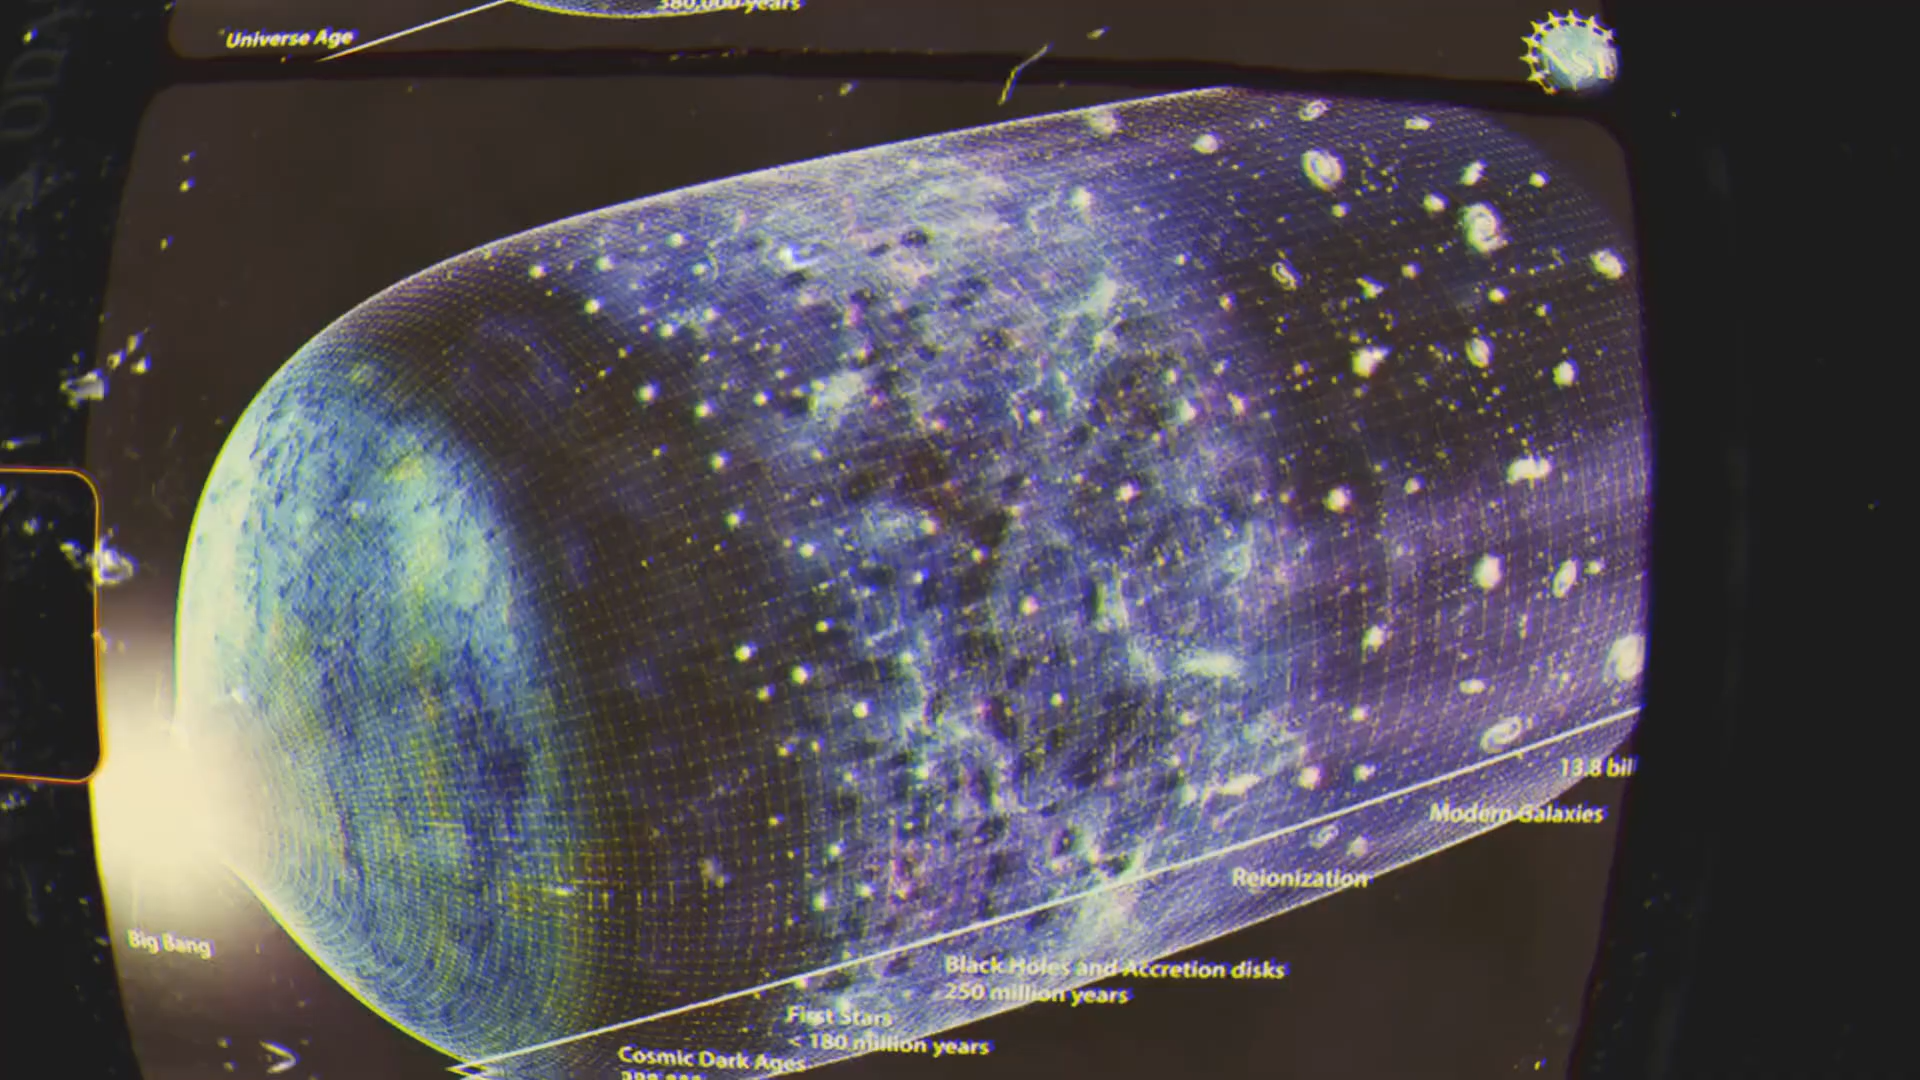 380,000 years
Universe Age
NSF
13.8 bil
Modern Galaxies
Reionization
Big Bang
Black Holes and Accretion disks
250 million years
First Stars
< 180 million years
Cosmic Dark Ages